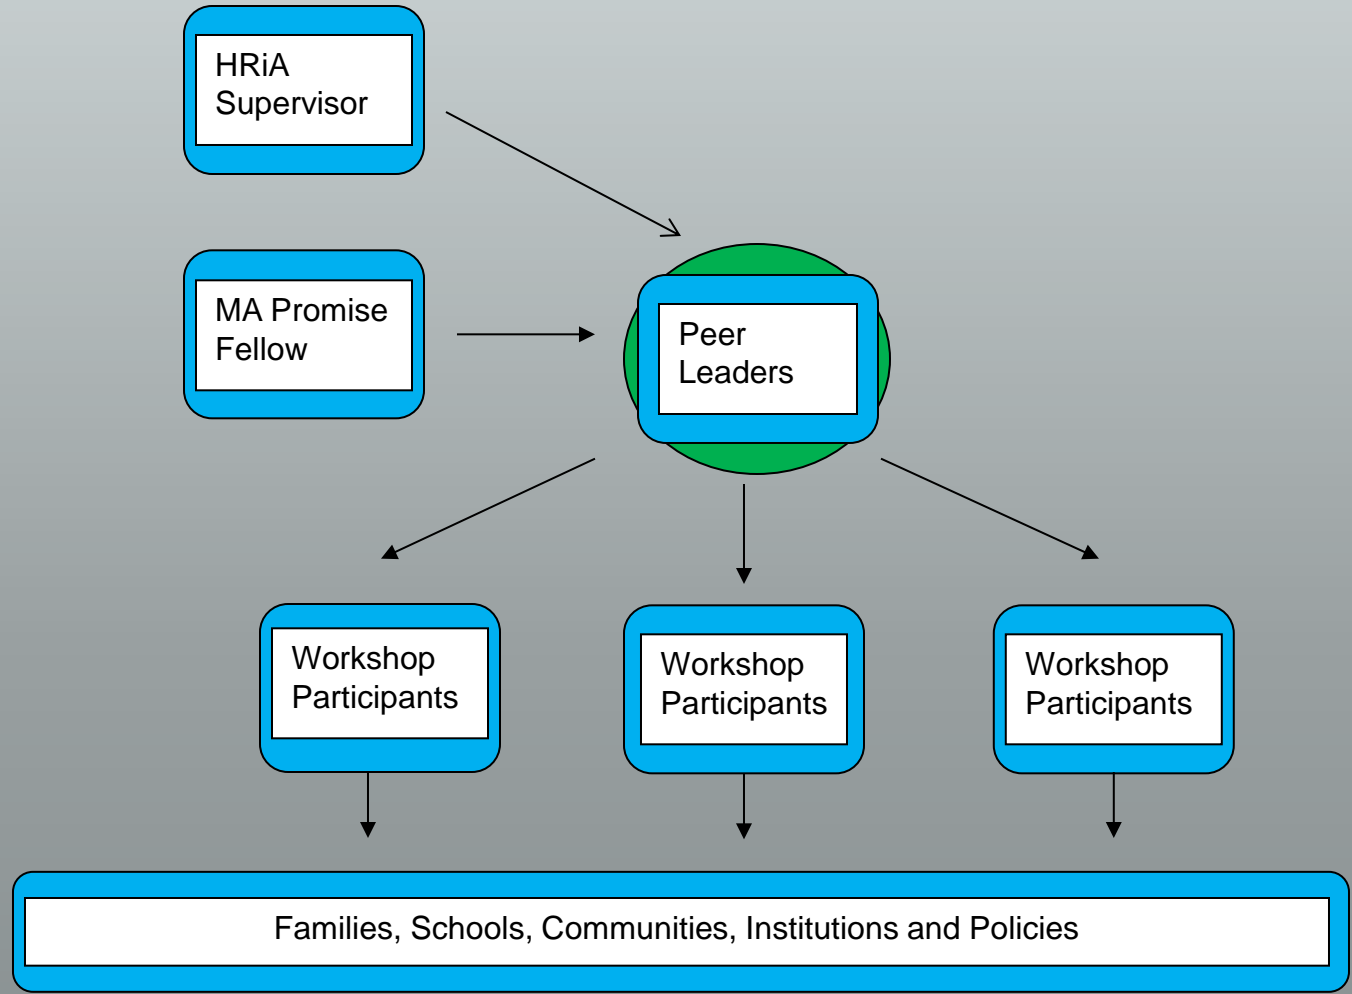 HRiA
Supervisor
MA Promise
Fellow
Peer
Leaders
Workshop
Participants
Workshop
Participants
Workshop
Participants
Families, Schools, Communities, Institutions and Policies